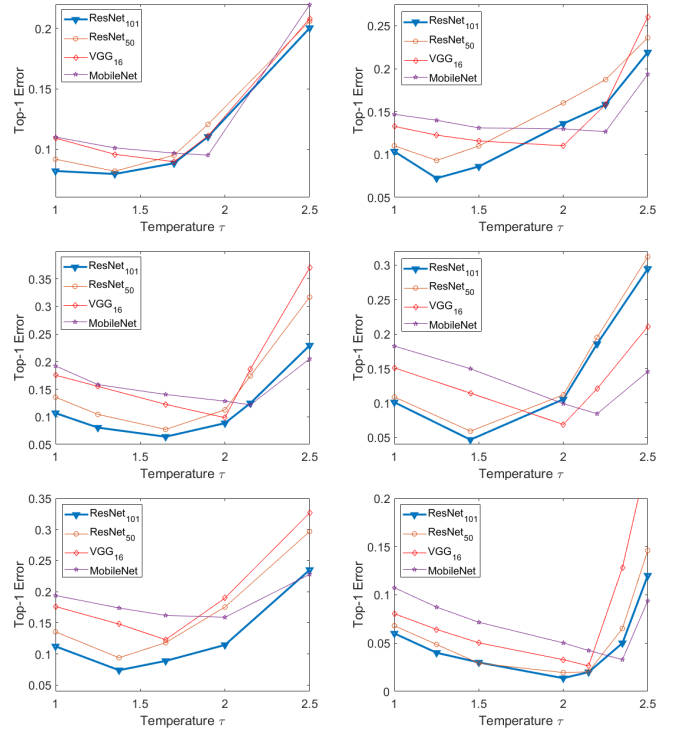 0.2
0.15
0.1
1
1.5
2
2.5
Top-1 Error
Temperature τ
ResNet101
ResNet50
VGG16
MobileNet
0.25
0.2
0.15
0.1
0.05
1
1.5
2
2.5
Top-1 Error
Temperature τ
ResNet101
ResNet50
VGG16
MobileNet
0.35
0.3
0.25
0.2
0.15
0.1
0.05
1
1.5
2
2.5
Top-1 Error
Temperature τ
ResNet101
ResNet50
VGG16
MobileNet
0.3
0.25
0.2
0.15
0.1
0.05
1
1.5
2
2.5
Top-1 Error
Temperature τ
ResNet101
ResNet50
VGG16
MobileNet
0.35
0.3
0.25
0.2
0.15
0.1
0.05
1
1.5
2
2.5
Top-1 Error
Temperature τ
ResNet101
ResNet50
VGG16
MobileNet
0.2
0.15
0.1
0.05
0
1
1.5
2
2.5
Top-1 Error
Temperature τ
ResNet101
ResNet50
VGG16
MobileNet